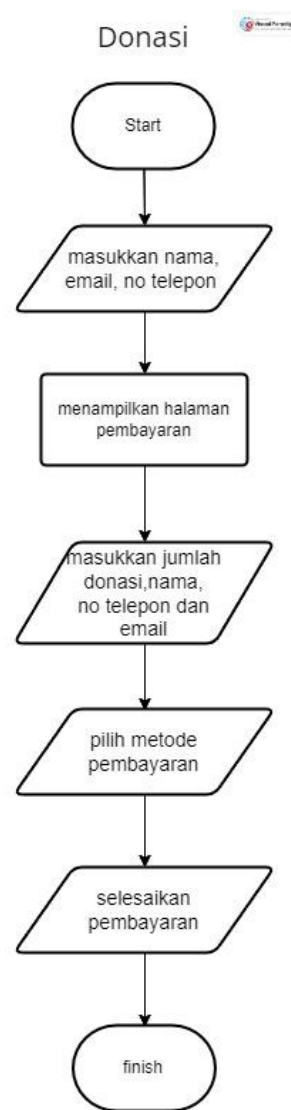 Donasi
Start
masukkan nama,
email, no telepon
menampilkan halaman
pembayaran
masukkan jumlah
donasi,nama,
no telepon dan
email
pilih metode
pembayaran
selesaikan
pembayaran
finish